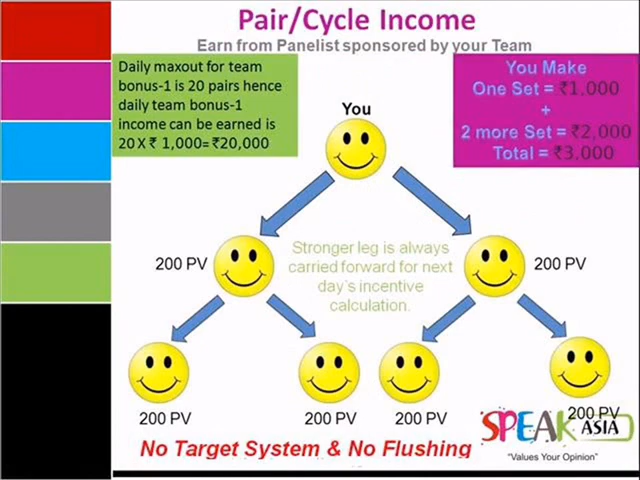 Pair/Cycle Income
Earn from Panelist sponsored by your Team
Daily maxout for team
bonus-1 is 20 pairs hence
daily team bonus-1
income can be earned is
20 X ₹ 1,000= ₹20,000
You Make
One Set = ₹1,000
+
2 more Set = ₹2,000
Total = ₹3,000
You
200 PV
Stronger leg is always
carried forward for next
day`s incentive
calculation.
200 PV
200 PV
200 PV
200 PV
200 PV
No Target System & No Flushing
SPEAK
ASIA
"Values Your Opinion"